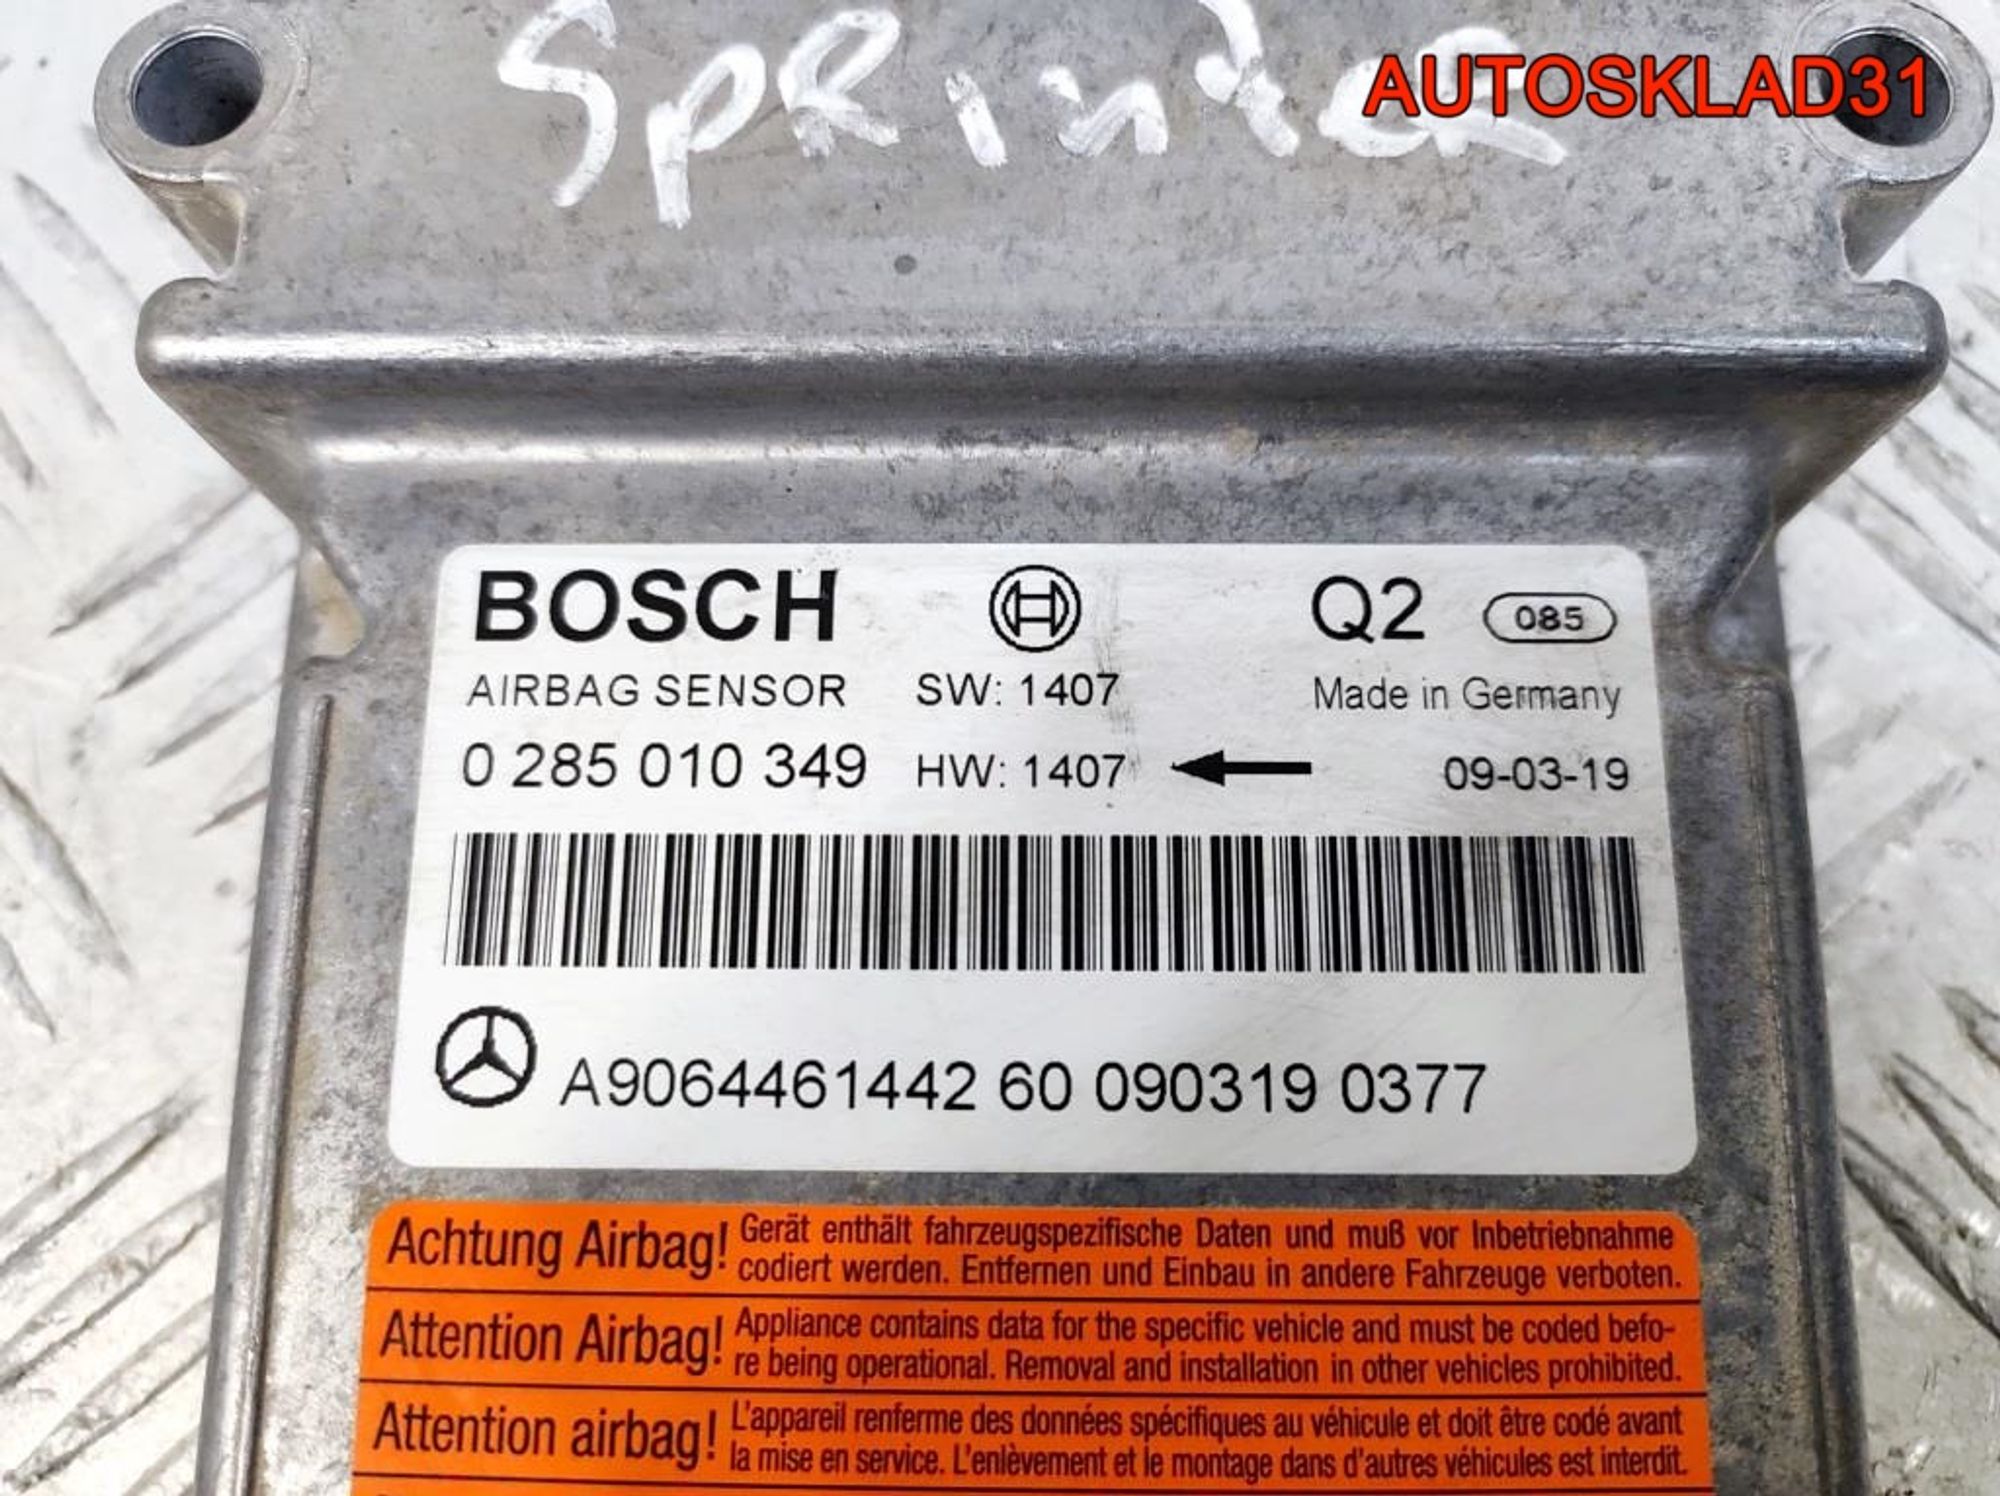 Sprinter
AUTOSKLAD31
BOSCH
Q2
085
AIRBAG SENSOR
SW: 1407
Made in Germany
0 285 010 349
HW: 1407
09-03-19
A9064461442 60 090319 0377
Achtung Airbag!
Gerät enthält fahrzeugspezifische Daten und muß vor Inbetriebnahme
codiert werden. Entfernen und Einbau in andere Fahrzeuge verboten.
Attention Airbag!
Appliance contains data for the specific vehicle and must be coded befo-
re being operational. Removal and installation in other vehicles prohibited.
Attention airbag!
L'appareil renferme des données spécifiques au véhicule et doit être codé avant
la mise en service. L'enlèvement et le montage dans d'autres véhicules est interdit.